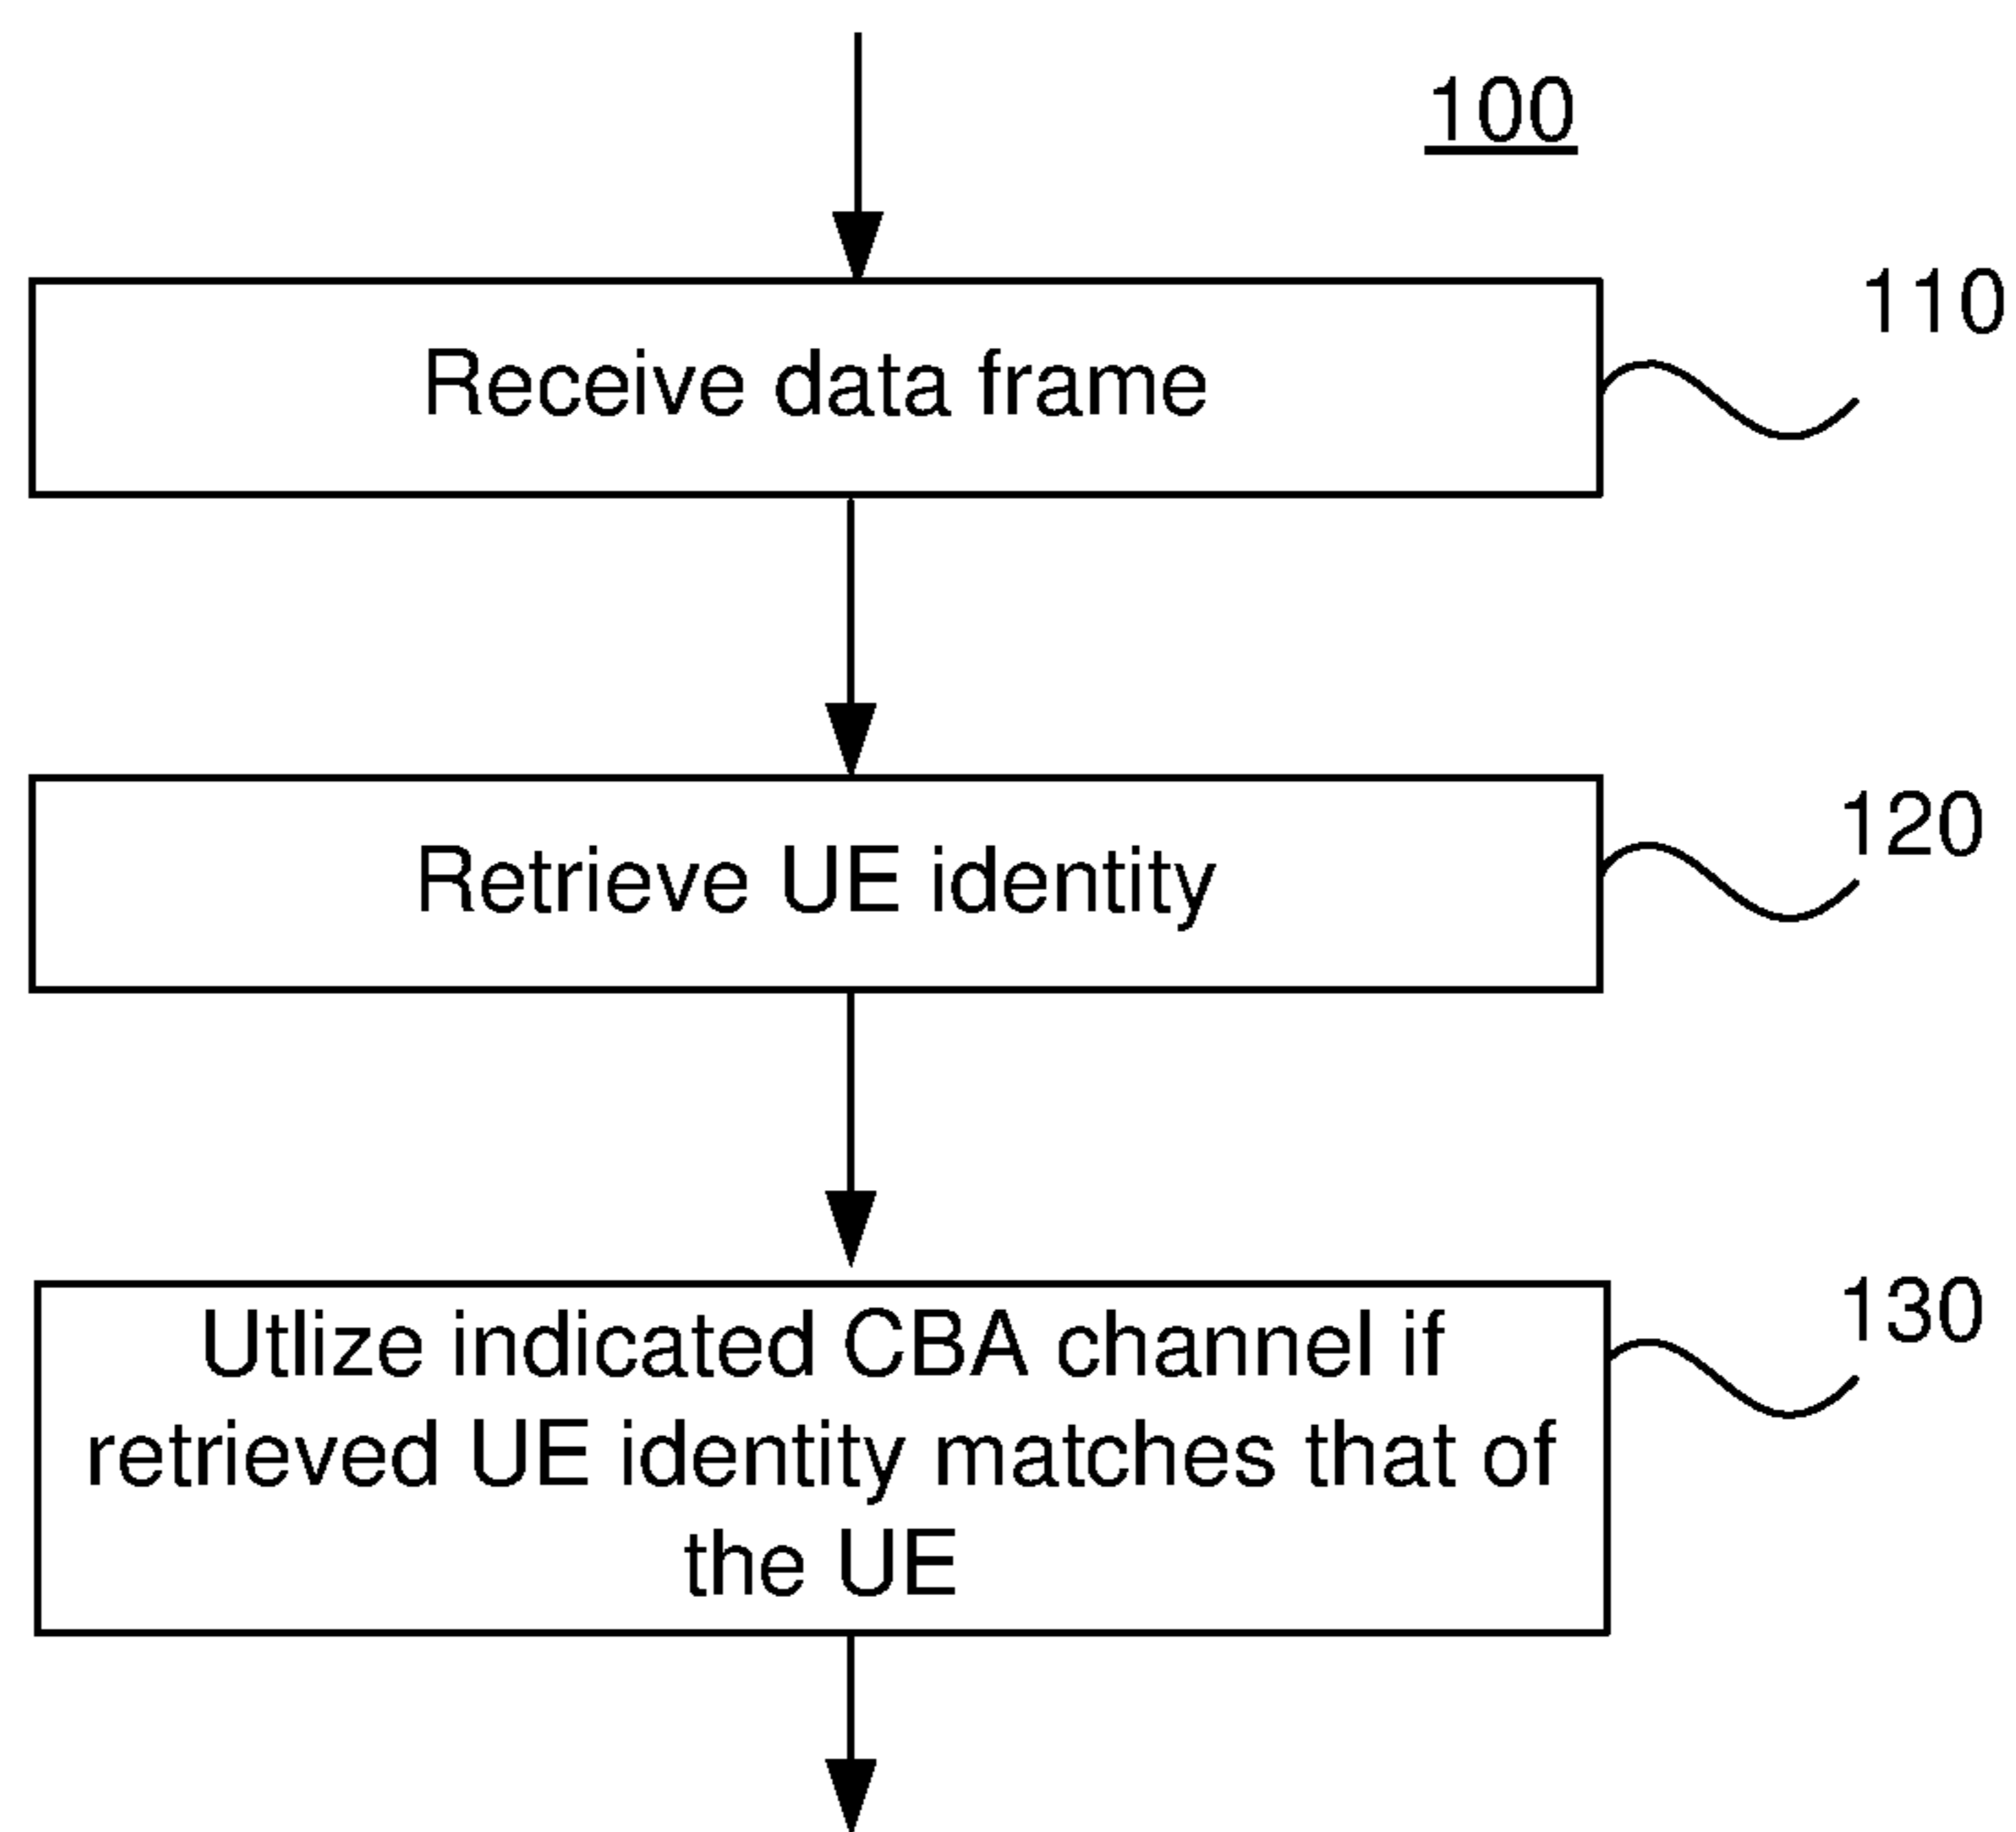 100
Receive data frame
110
Retrieve UE identity
120
Utlize indicated CBA channel if
retrieved UE identity matches that of
the UE
130